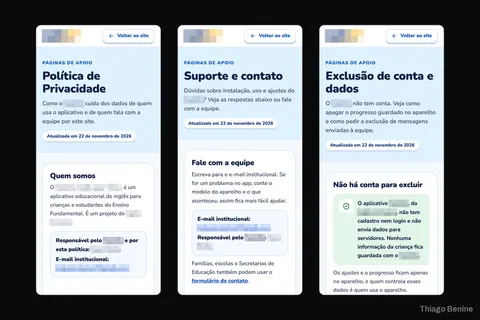 Voltar ao site
PÁGINAS DE APOIO
Política de
Privacidade
Como o cuida dos dados de quem
usa o aplicativo e de quem fala com a
equipe por este site.
Atualizada em 22 de novembro de 2026
Quem somos
O é um
aplicativo educacional de inglês para
crianças e estudantes do Ensino
Fundamental. É um projeto do
Responsável pelo e por
esta política:
E-mail institucional:
Voltar ao site
PÁGINAS DE APOIO
Suporte e contato
Dúvidas sobre instalação, uso e ajustes do
? Veja as respostas abaixo ou fale
com a equipe.
Atualizado em 22 de novembro de 2026
Fale com a equipe
Escreva para o e-mail institucional. Se
for um problema no app, conte o
modelo do aparelho e o que
aconteceu, assim fica mais fácil ajudar.
E-mail institucional:
Responsável pelo
Famílias, escolas e Secretarias de
Educação também podem usar o
formulário de contato.
Voltar ao site
PÁGINAS DE APOIO
Exclusão de conta e
dados
O não tem conta. Veja como
apagar o progresso guardado no aparelho
e como pedir a exclusão de mensagens
enviadas à equipe.
Atualizada em 22 de novembro de 2026
Não há conta para excluir
O aplicativo do
não tem
cadastro nem login e não
envia dados para
servidores. Nenhuma
informação da criança fica
guardada com o
Os ajustes e o progresso ficam apenas
no aparelho, e quem controla esses
dados é quem usa o aparelho.
Thiago Benine